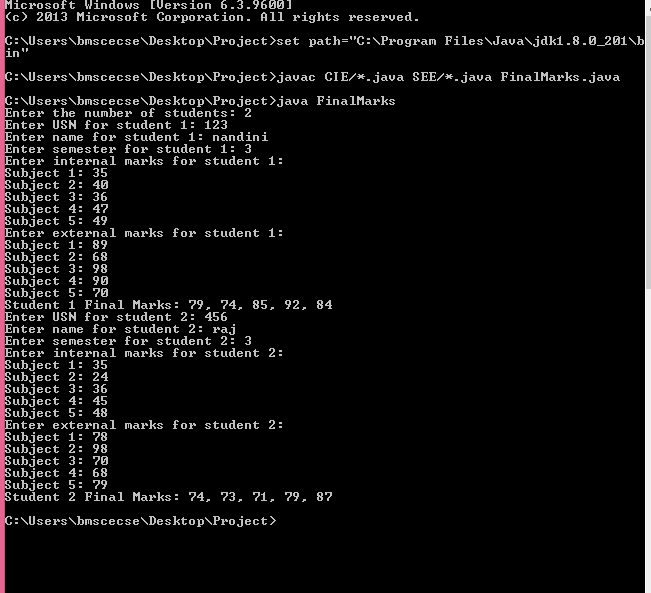 Microsoft Windows [Version 6.3.9600]
(c) 2013 Microsoft Corporation. All rights reserved.
C:\Users\bmscecse\Desktop\Project>set path="C:\Program Files\Java\jdk1.8.0_201\b
in"
C:\Users\bmscecse\Desktop\Project>javac CIE/*.java SEE/*.java FinalMarks.java
C:\Users\bmscecse\Desktop\Project>java FinalMarks
Enter the number of students: 2
Enter USN for student 1: 123
Enter name for student 1: nandini
Enter semester for student 1: 3
Enter internal marks for student 1:
Subject 1: 35
Subject 2: 40
Subject 3: 36
Subject 4: 47
Subject 5: 49
Enter external marks for student 1:
Subject 1: 89
Subject 2: 68
Subject 3: 98
Subject 4: 90
Subject 5: 70
Student 1 Final Marks: 79, 74, 85, 92, 84
Enter USN for student 2: 456
Enter name for student 2: raj
Enter semester for student 2: 3
Enter internal marks for student 2:
Subject 1: 35
Subject 2: 24
Subject 3: 36
Subject 4: 45
Subject 5: 48
Enter external marks for student 2:
Subject 1: 78
Subject 2: 98
Subject 3: 70
Subject 4: 68
Subject 5: 79
Student 2 Final Marks: 74, 73, 71, 79, 87
C:\Users\bmscecse\Desktop\Project>